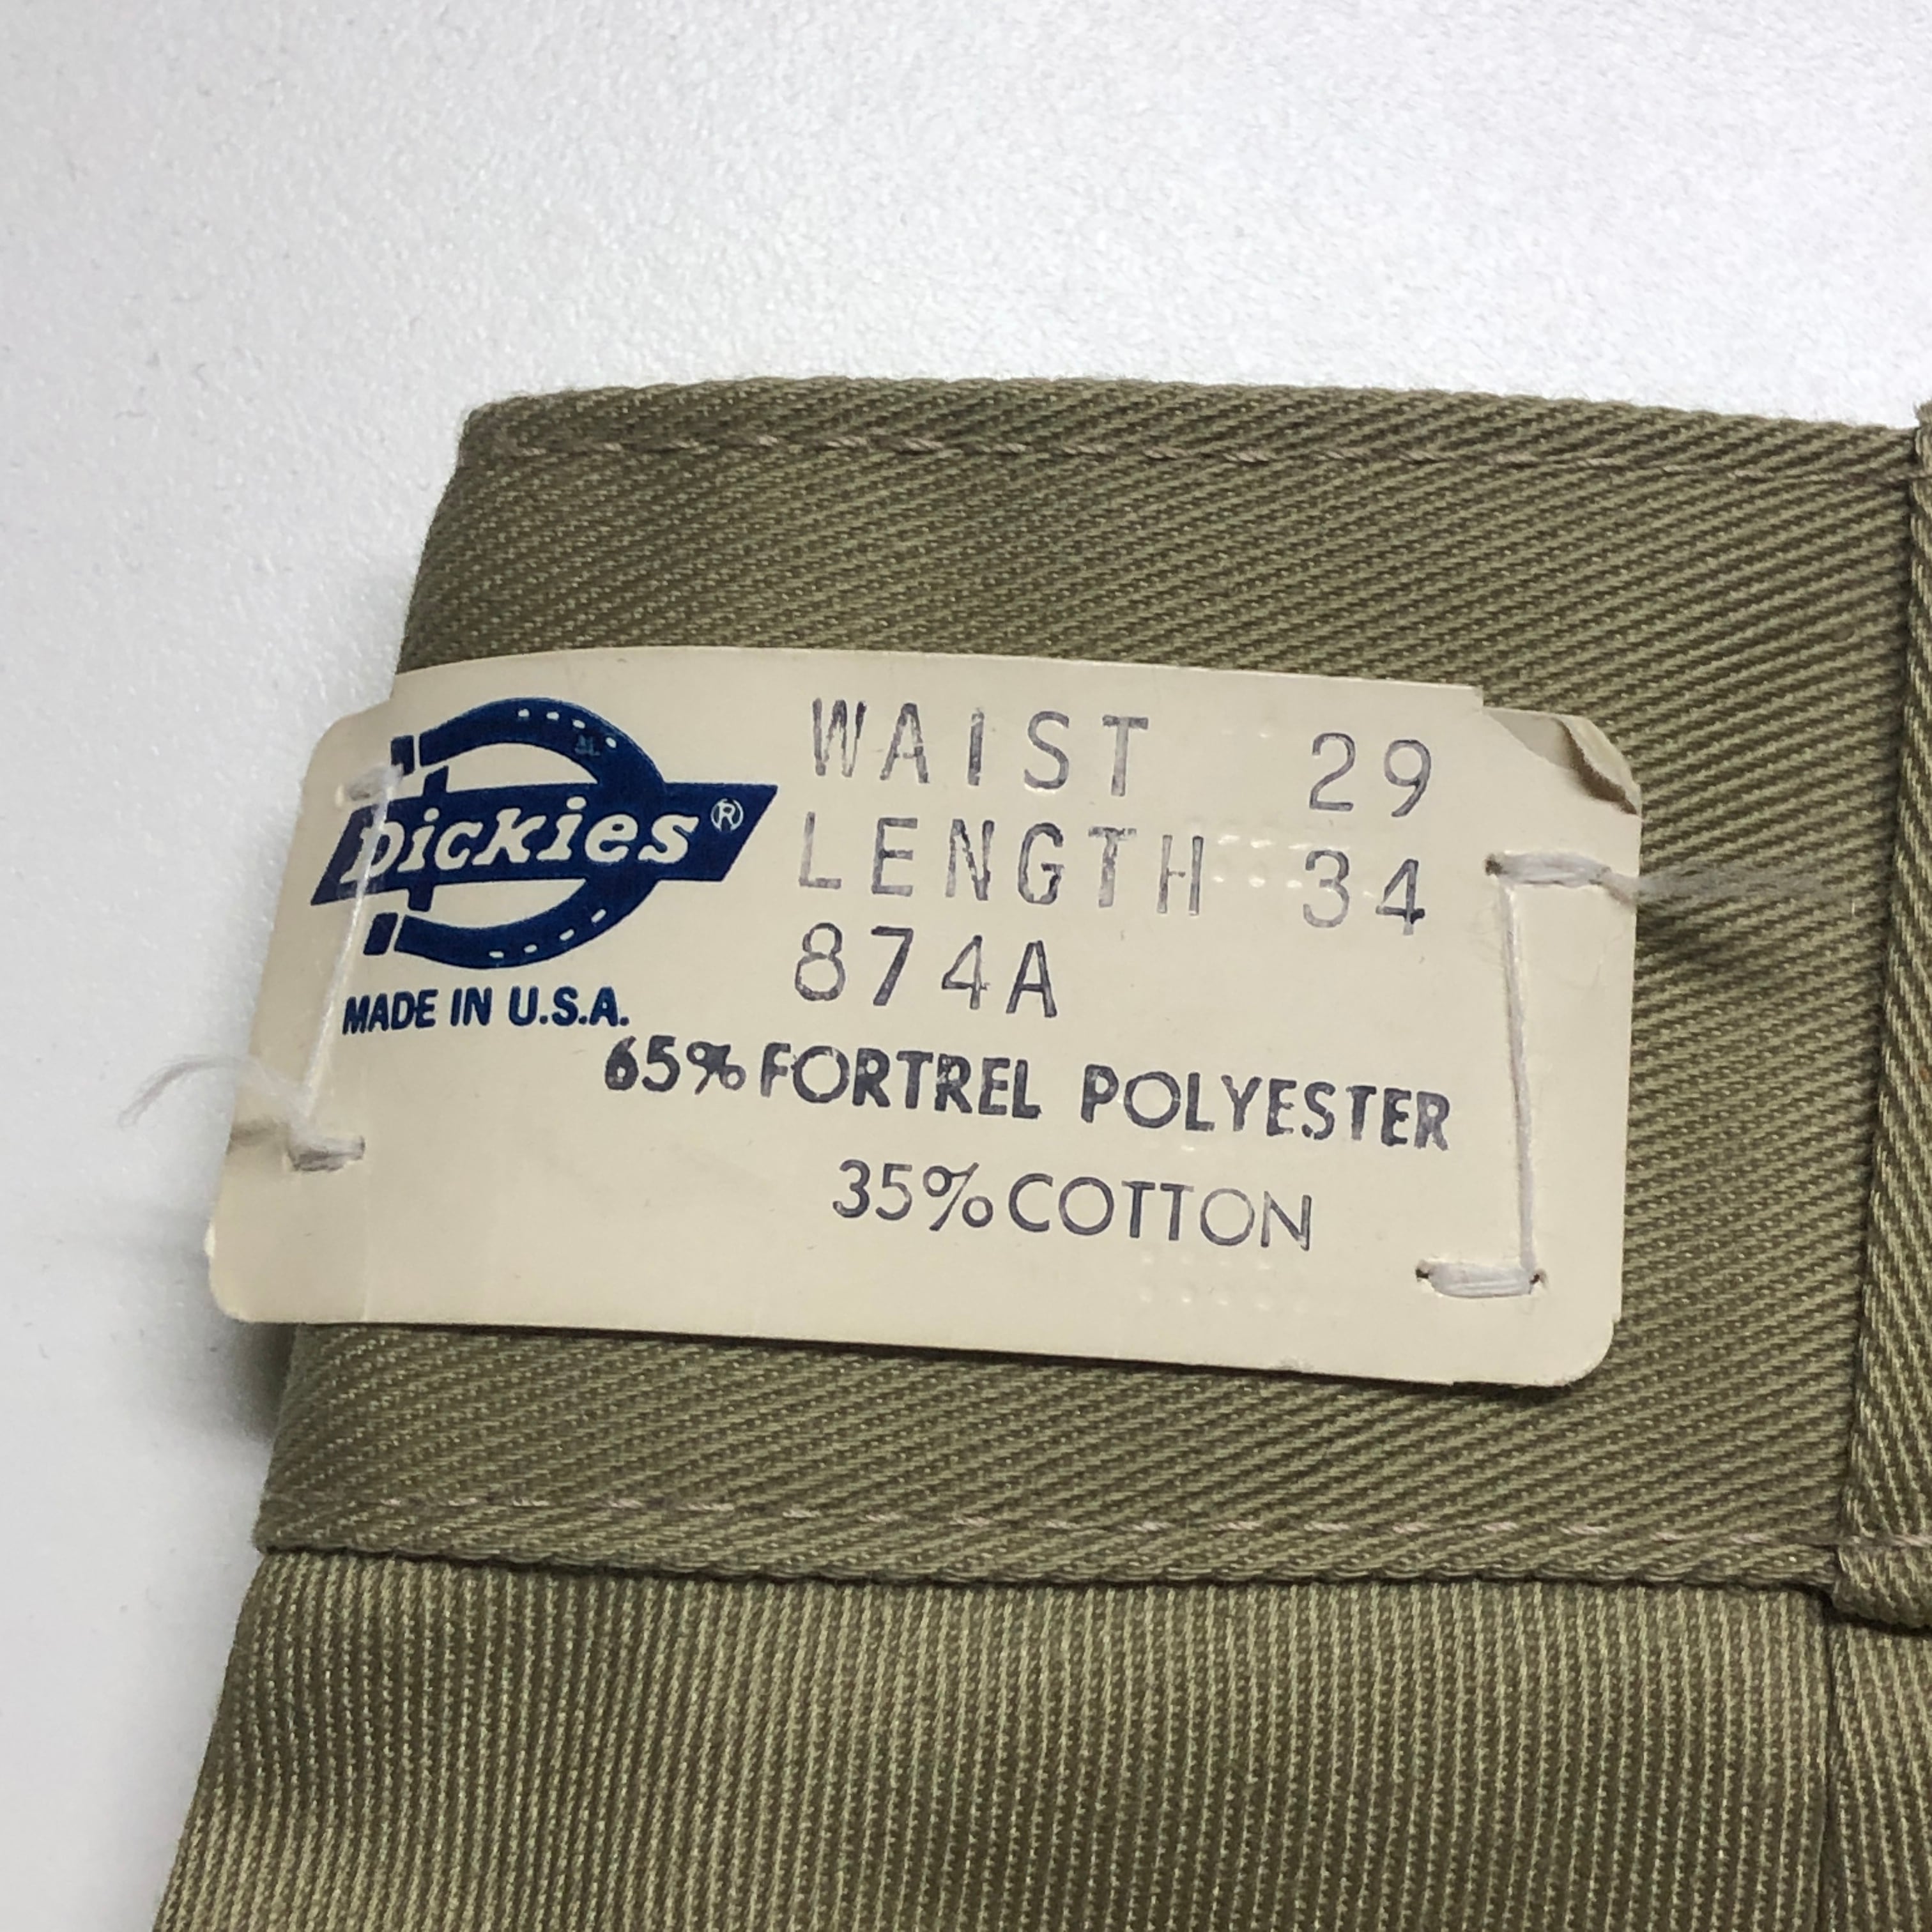 Dickies®
MADE IN U.S.A.
WAIST 29
LENGTH 34
874A
65% FORTREL POLYESTER
35% COTTON